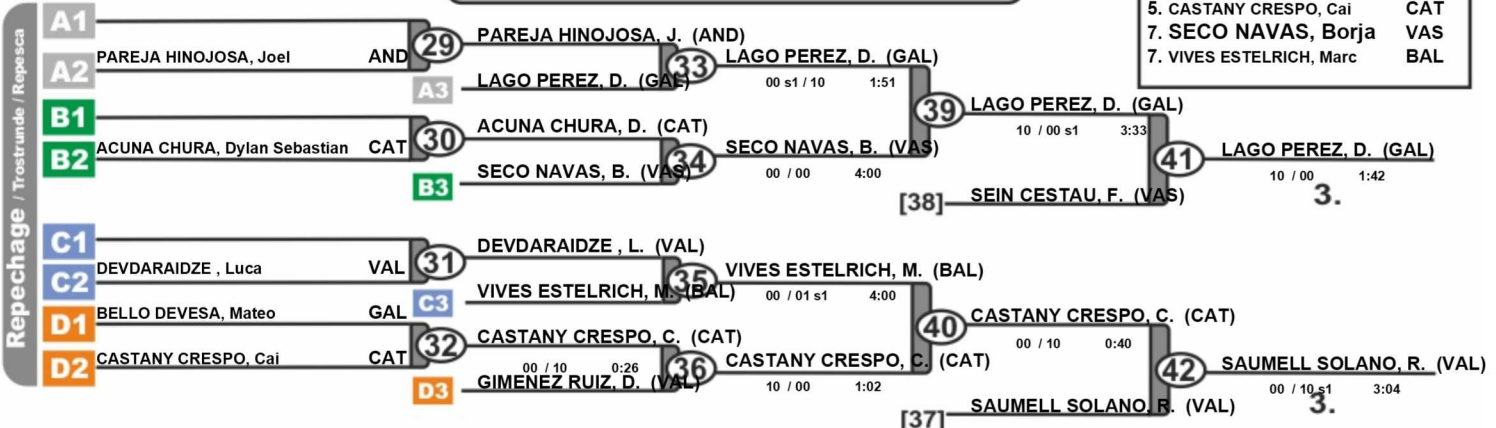 5. CASTANY CRESPO, Cai CAT
7. SECO NAVAS, Borja VAS
7. VIVES ESTELRICH, Marc BAL
Repechage / Trostrunde / Repesca
A1
A2 PAREJA HINOJOSA, Joel AND
29 PAREJA HINOJOSA, J. (AND)
A3 LAGO PEREZ, D. (GAL)
33 LAGO PEREZ, D. (GAL)
00 s1 / 10 1:51
B1
B2 ACUNA CHURA, Dylan Sebastian CAT
30 ACUNA CHURA, D. (CAT)
B3 SECO NAVAS, B. (VAS)
34 SECO NAVAS, B. (VAS)
00 / 00 4:00
39 LAGO PEREZ, D. (GAL)
10 / 00 s1 3:33
[38] SEIN CESTAU, F. (VAS)
41 LAGO PEREZ, D. (GAL)
10 / 00 1:42
3.
C1
C2 DEVDARAIDZE , Luca VAL
31 DEVDARAIDZE , L. (VAL)
C3 VIVES ESTELRICH, M. (BAL)
35 VIVES ESTELRICH, M. (BAL)
00 / 01 s1 4:00
D1 BELLO DEVESA, Mateo GAL
D2 CASTANY CRESPO, Cai CAT
32 CASTANY CRESPO, C. (CAT)
00 / 10 0:26
D3 GIMENEZ RUIZ, D. (VAL)
36 CASTANY CRESPO, C. (CAT)
10 / 00 1:02
40 CASTANY CRESPO, C. (CAT)
00 / 10 0:40
[37] SAUMELL SOLANO, R. (VAL)
42 SAUMELL SOLANO, R. (VAL)
00 / 10 s1 3:04
3.